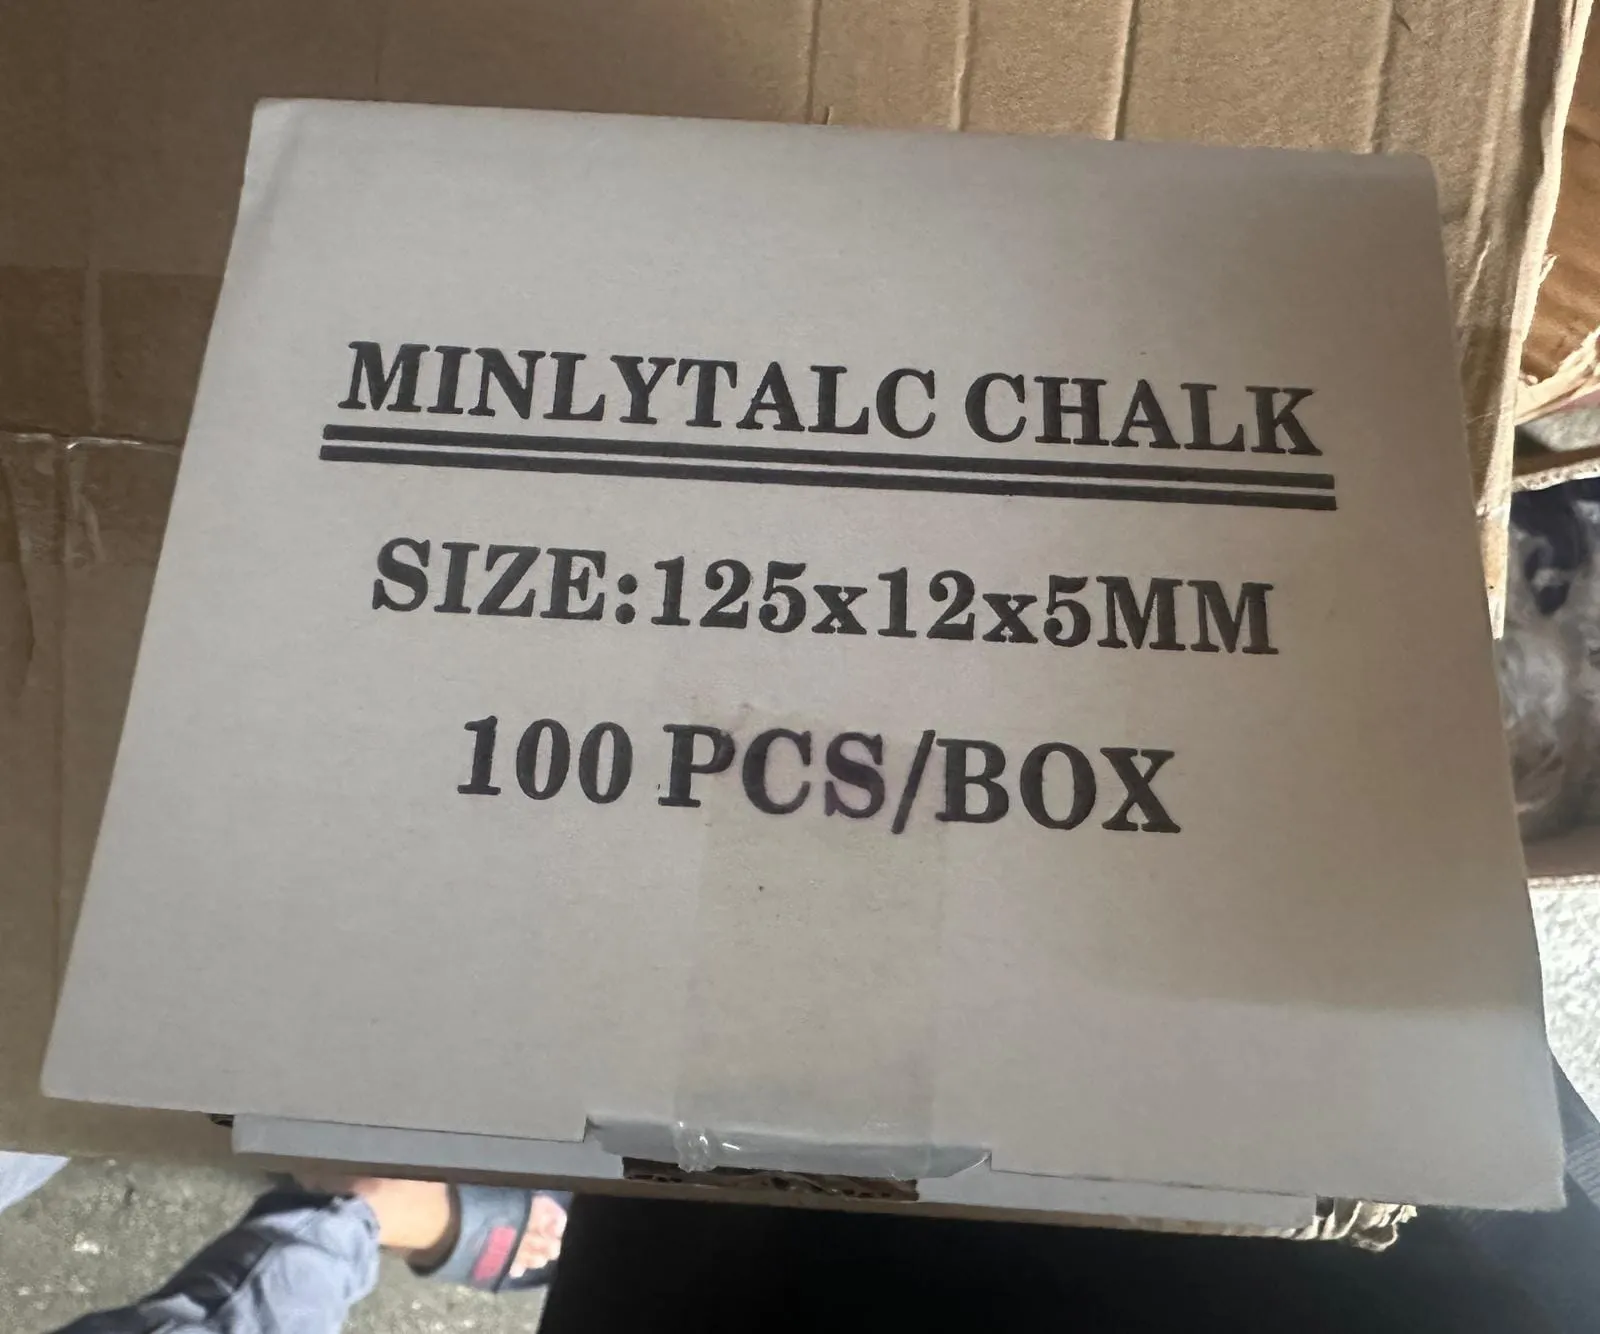 MINLYTALC CHALK
SIZE:125x12x5MM
100 PCS/BOX